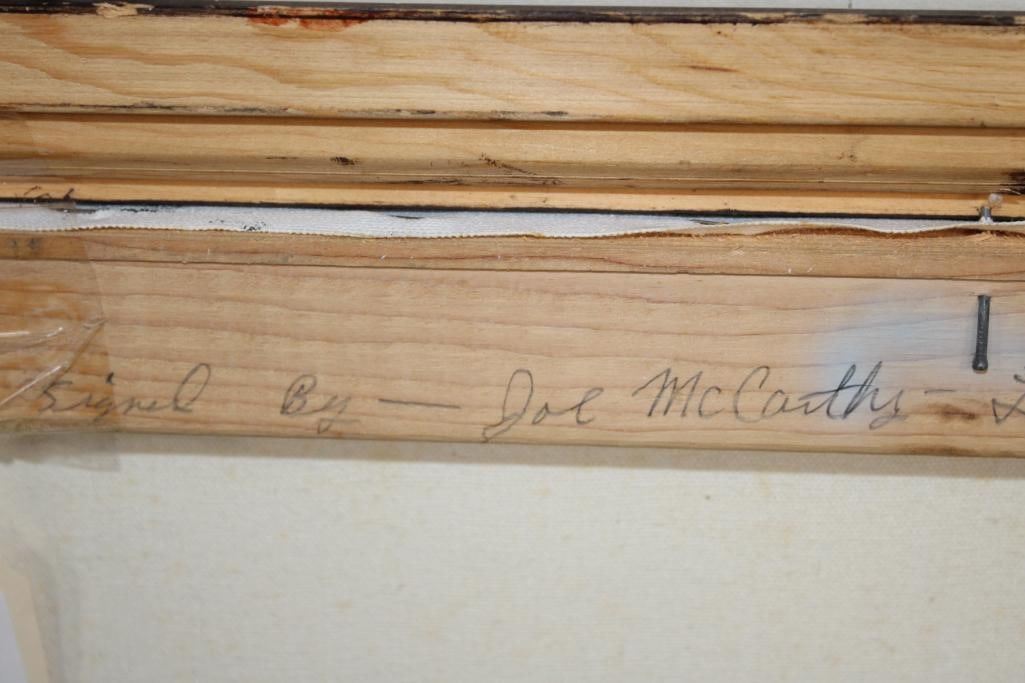 Signed By — Joe McCarthy —